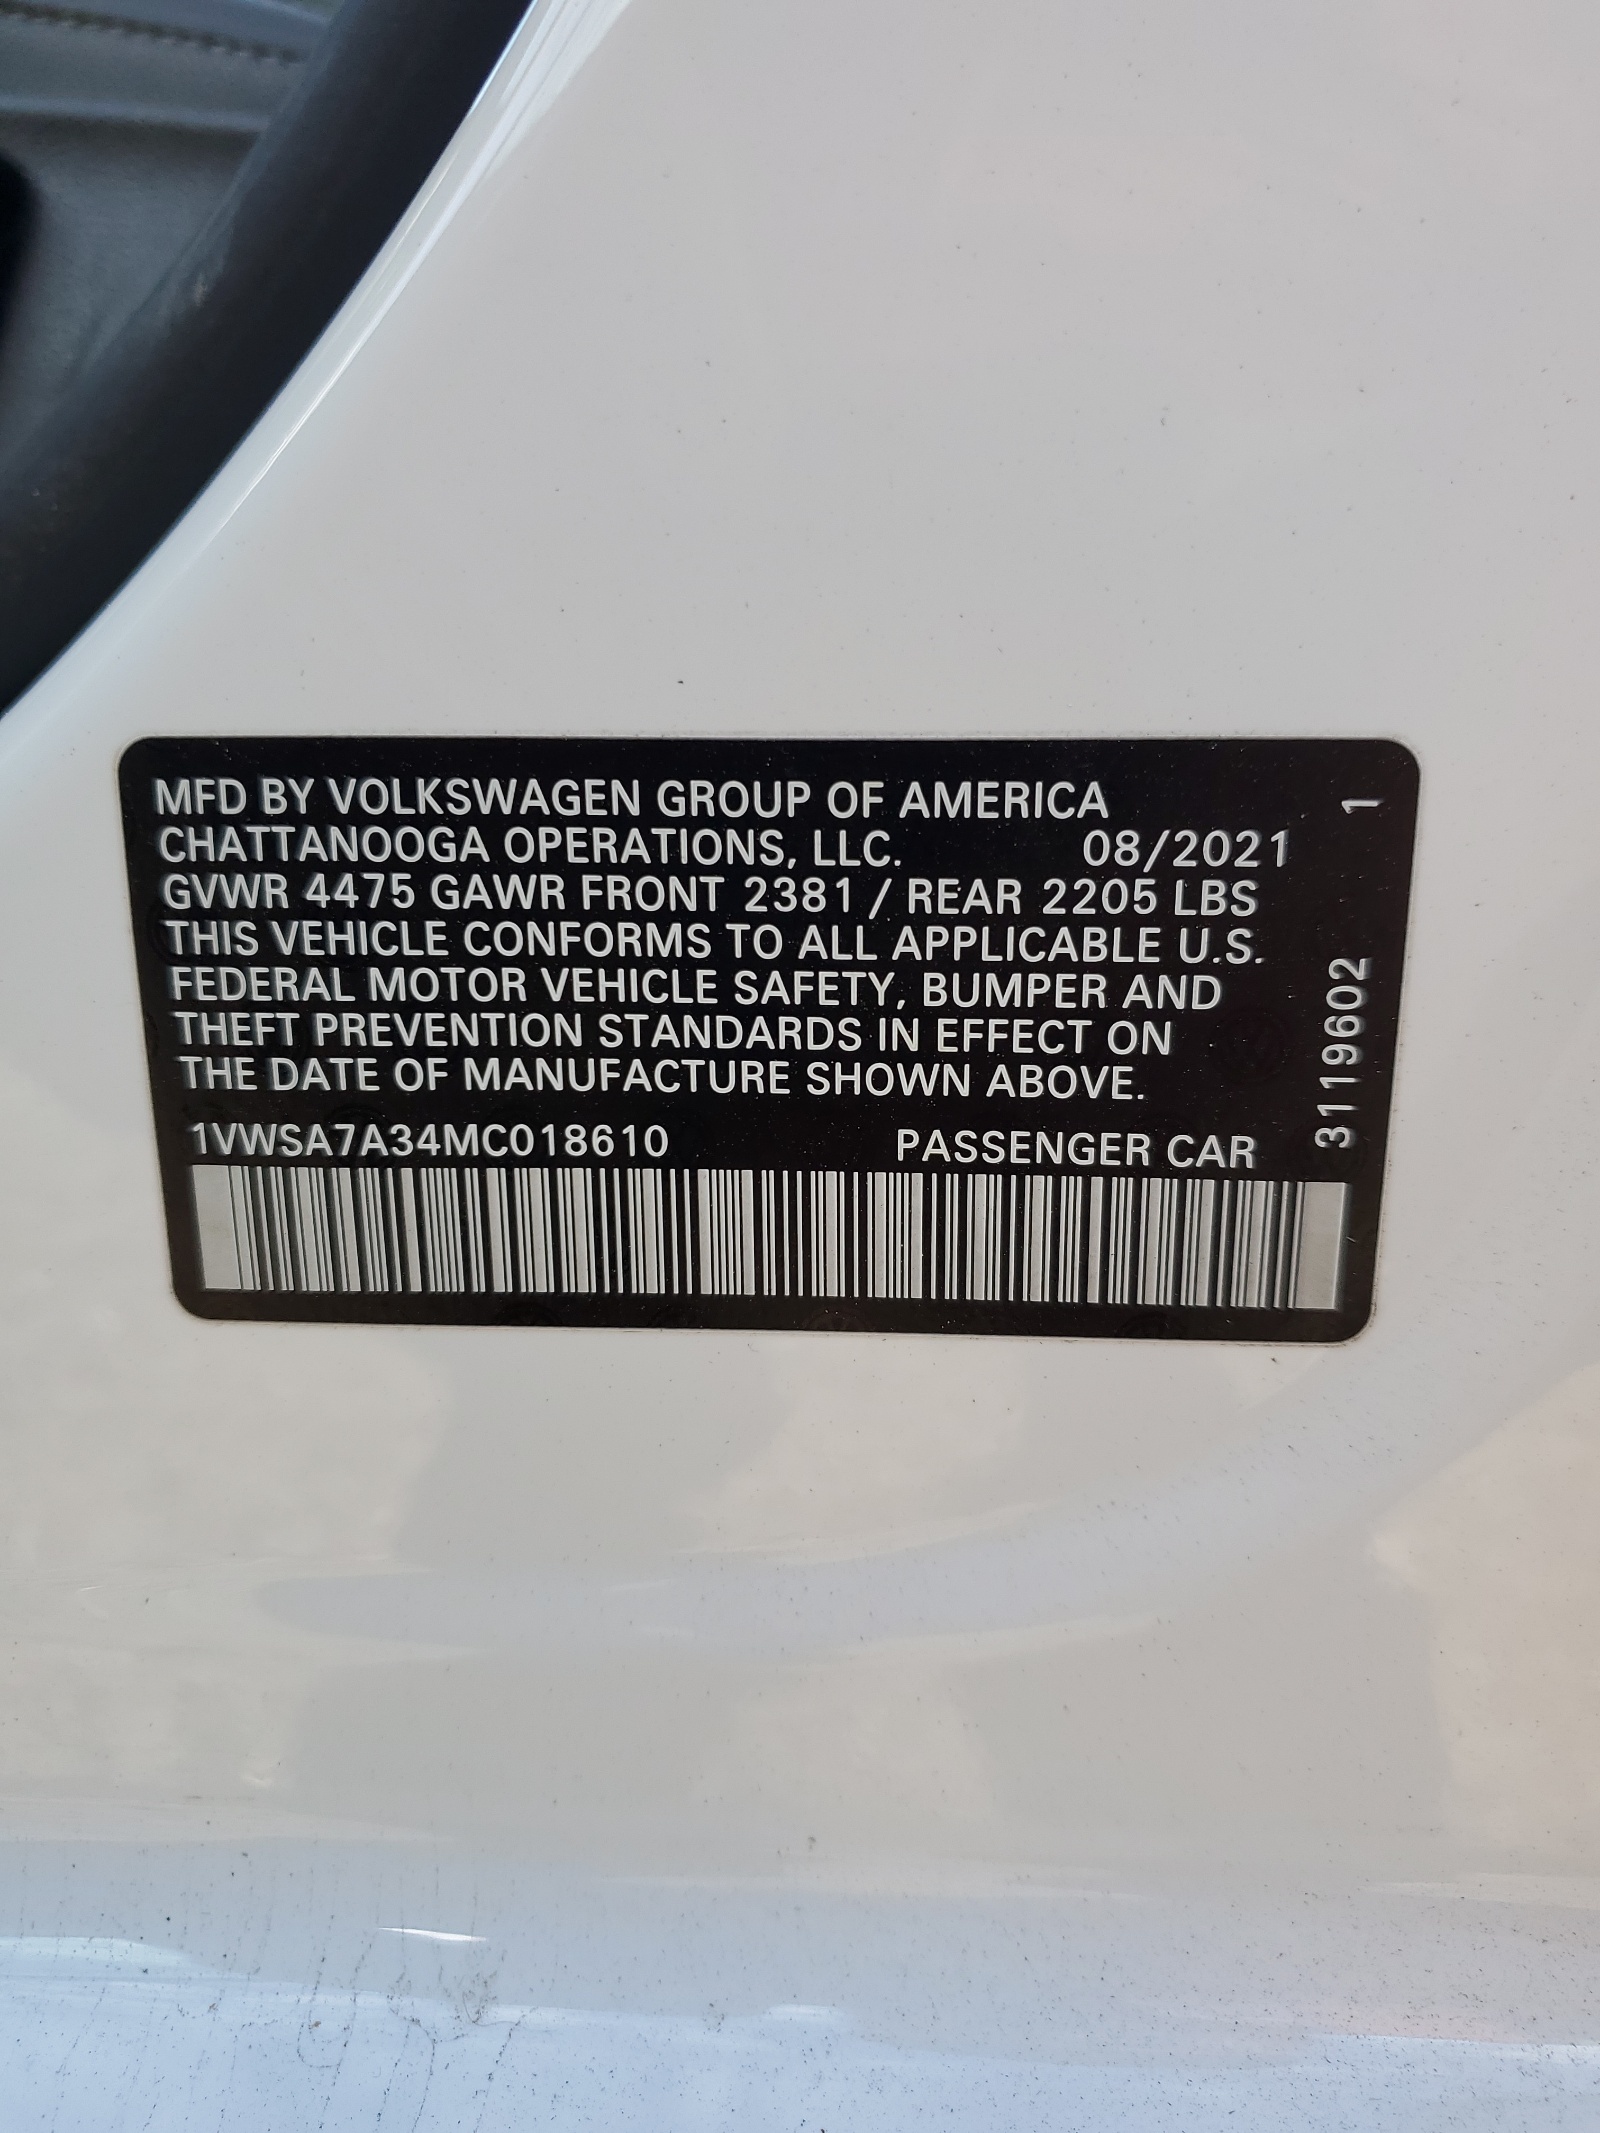 MFD BY VOLKSWAGEN GROUP OF AMERICA
CHATTANOOGA OPERATIONS, LLC. 08/2021
GVWR 4475 GAWR FRONT 2381 / REAR 2205 LBS
THIS VEHICLE CONFORMS TO ALL APPLICABLE U.S.
FEDERAL MOTOR VEHICLE SAFETY, BUMPER AND
THEFT PREVENTION STANDARDS IN EFFECT ON
THE DATE OF MANUFACTURE SHOWN ABOVE.
1VWSA7A34MC018610 PASSENGER CAR
3119602 1